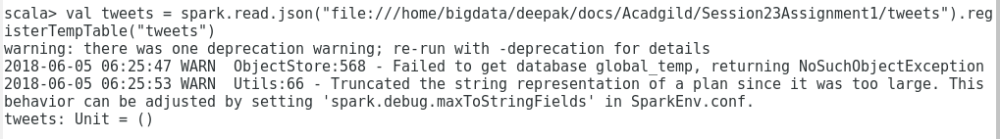 scala> val tweets = spark.read.json("file:///home/bigdata/deepak/docs/Acadgild/Session23Assignment1/tweets").reg
isterTempTable("tweets")
warning: there was one deprecation warning; re-run with -deprecation for details
2018-06-05 06:25:47 WARN  ObjectStore:568 - Failed to get database global_temp, returning NoSuchObjectException
2018-06-05 06:25:53 WARN  Utils:66 - Truncated the string representation of a plan since it was too large. This
behavior can be adjusted by setting 'spark.debug.maxToStringFields' in SparkEnv.conf.
tweets: Unit = ()